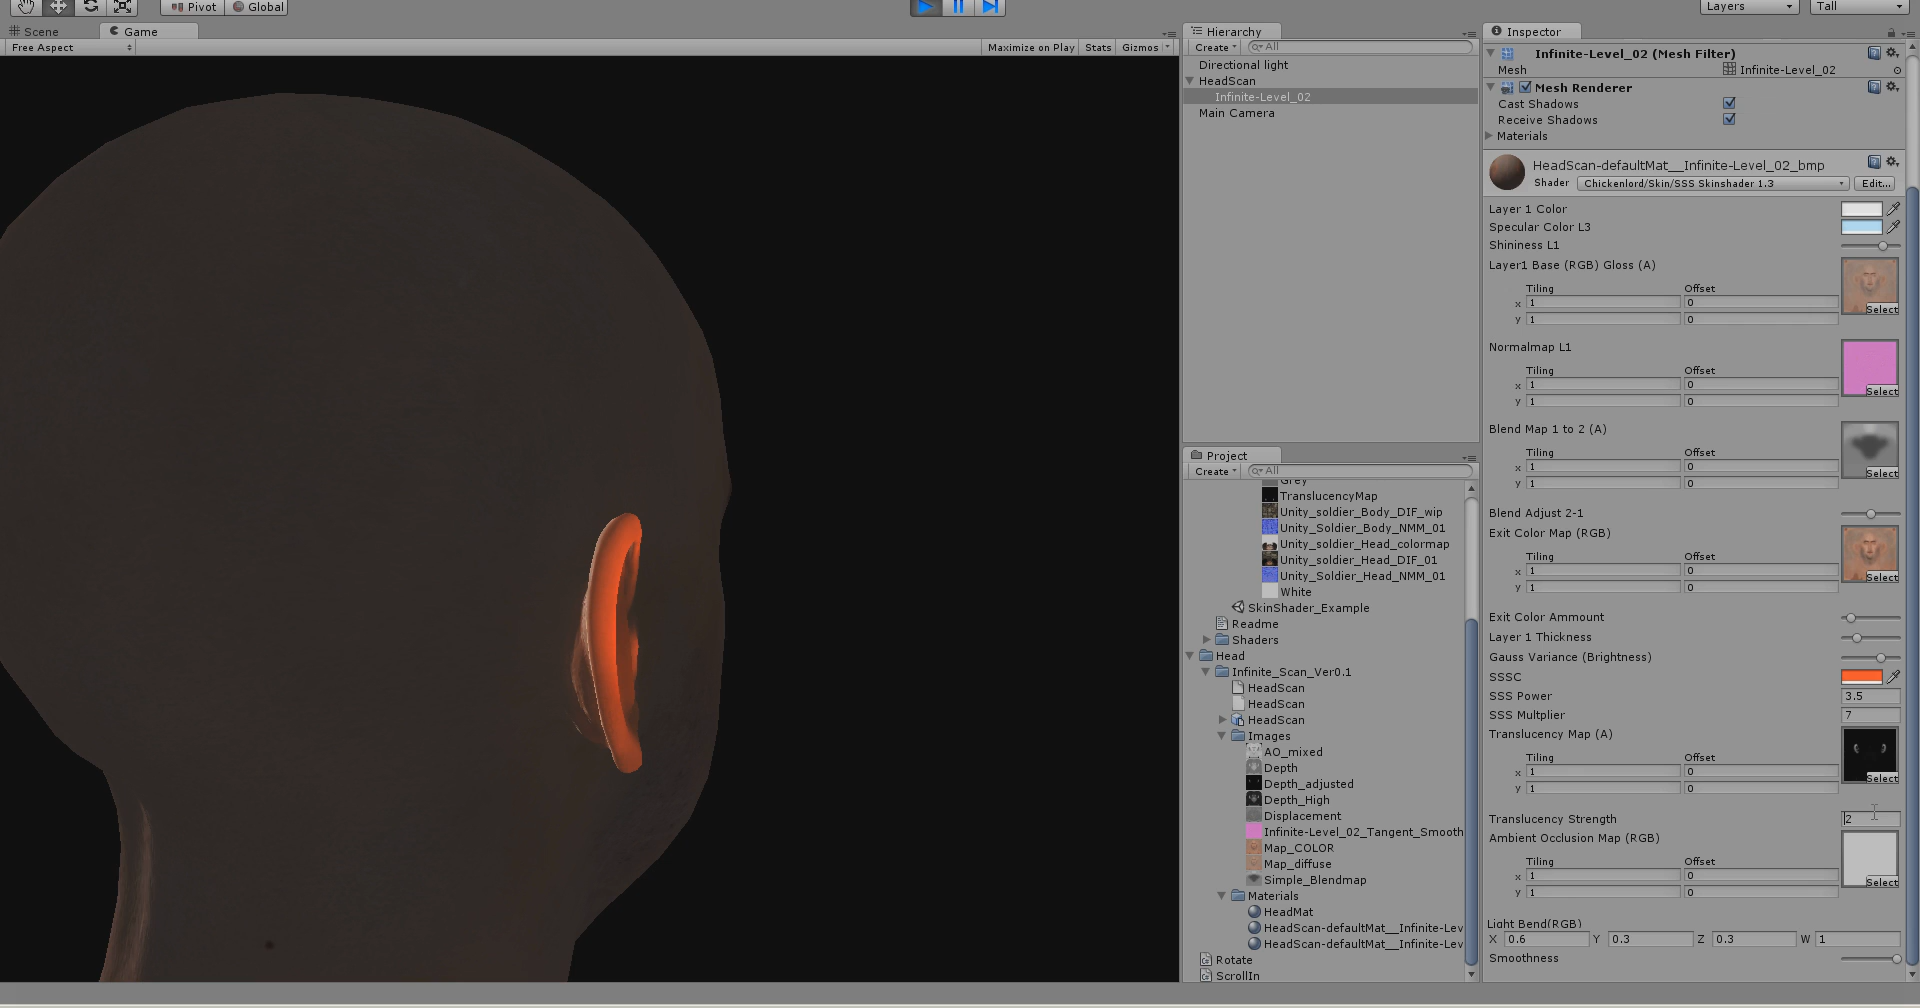 Pivot Global
Layers Tall
Scene Game
Free Aspect Maximize on Play Stats Gizmos
Hierarchy
Create All
Directional light
HeadScan
Infinite-Level_02
Main Camera
Project
Create All
Grey
TranslucencyMap
Unity_soldier_Body_DIF_wip
Unity_Soldier_Body_NMM_01
Unity_soldier_Head_colormap
Unity_soldier_Head_DIF_01
Unity_Soldier_Head_NMM_01
White
SkinShader_Example
Readme
Shaders
Head
Infinite_Scan_Ver0.1
HeadScan
HeadScan
HeadScan
Images
AO_mixed
Depth
Depth_adjusted
Depth_High
Displacement
Infinite-Level_02_Tangent_Smooth
Map_COLOR
Map_diffuse
Simple_Blendmap
Materials
HeadMat
HeadScan-defaultMat__Infinite-Lev
HeadScan-defaultMat__Infinite-Lev
Rotate
ScrollIn
Inspector
Infinite-Level_02 (Mesh Filter)
Mesh Infinite-Level_02
Mesh Renderer
Cast Shadows
Receive Shadows
Materials
HeadScan-defaultMat__Infinite-Level_02_bmp
Shader Chickenlord/Skin/SSS Skinshader 1.3 Edit...
Layer 1 Color
Specular Color L3
Shininess L1
Layer1 Base (RGB) Gloss (A)
Tiling Offset
x 1 0
Select
y 1 0
Normalmap L1
Tiling Offset
x 1 0
Select
y 1 0
Blend Map 1 to 2 (A)
Tiling Offset
x 1 0
Select
y 1 0
Blend Adjust 2-1
Exit Color Map (RGB)
Tiling Offset
x 1 0
Select
y 1 0
Exit Color Ammount
Layer 1 Thickness
Gauss Variance (Brightness)
SSSC
SSS Power 3.5
SSS Multplier 7
Translucency Map (A)
Tiling Offset
x 1 0
Select
y 1 0
Translucency Strength 2
Ambient Occlusion Map (RGB)
Tiling Offset
x 1 0
Select
y 1 0
Light Bend(RGB)
X 0.6 Y 0.3 Z 0.3 W 1
Smoothness